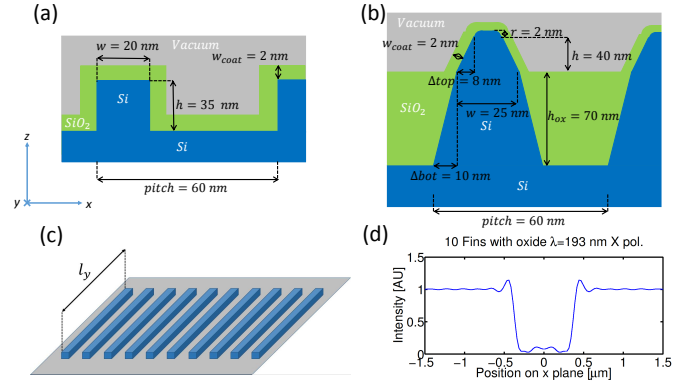 (a)
w = 20 nm
Vacuum
w_coat = 2 nm
Si
h = 35 nm
SiO₂
Si
z
y
x
pitch = 60 nm
(b)
Vacuum
r = 2 nm
w_coat = 2 nm
h = 40 nm
Δtop = 8 nm
SiO₂
w = 25 nm
Si
h_ox = 70 nm
Δbot = 10 nm
Si
pitch = 60 nm
(c)
l_y
(d)
10 Fins with oxide λ=193 nm X pol.
Intensity [AU]
1.5
1
0.5
0
−1.5 −1 −0.5 0 0.5 1 1.5
Position on x plane [μm]